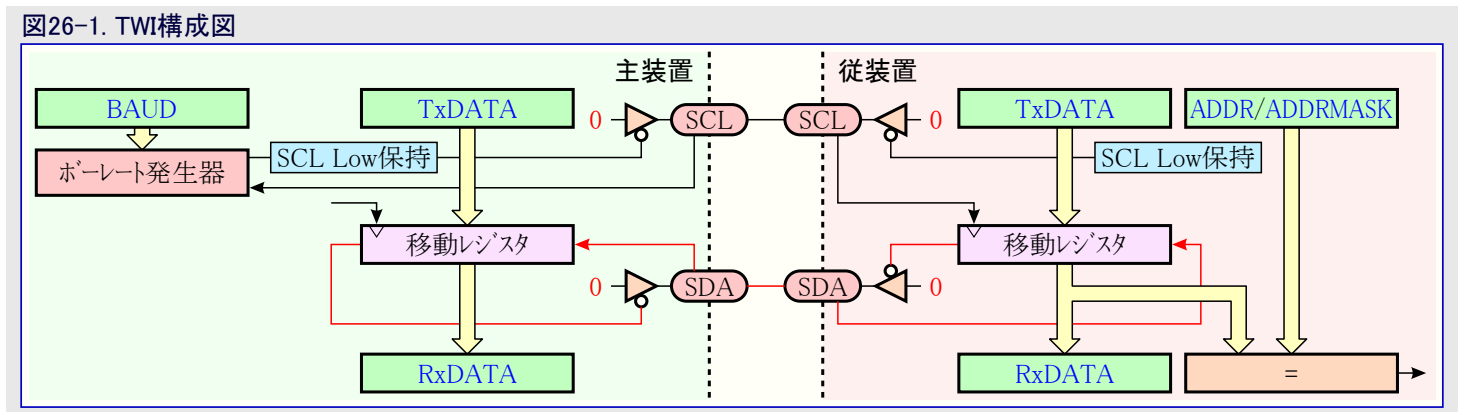 図26-1. TWI構成図
主装置
従装置
BAUD
TxDATA
0
SCL
SCL
0
TxDATA
ADDR/ADDRMASK
ボーレート発生器
SCL Low保持
SCL Low保持
移動レジスタ
移動レジスタ
0
SDA
SDA
0
RxDATA
RxDATA
=